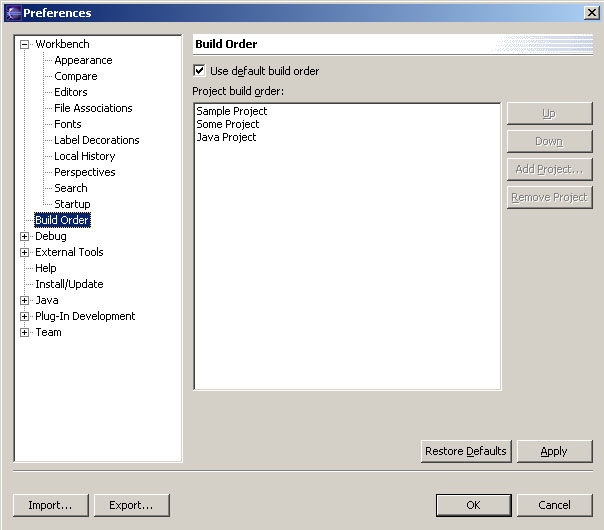 Preferences
Workbench
Appearance
Compare
Editors
File Associations
Fonts
Label Decorations
Local History
Perspectives
Search
Startup
Build Order
Debug
External Tools
Help
Install/Update
Java
Plug-In Development
Team
Build Order
Use default build order
Project build order:
Sample Project
Some Project
Java Project
Up
Down
Add Project...
Remove Project
Restore Defaults
Apply
Import...
Export...
OK
Cancel